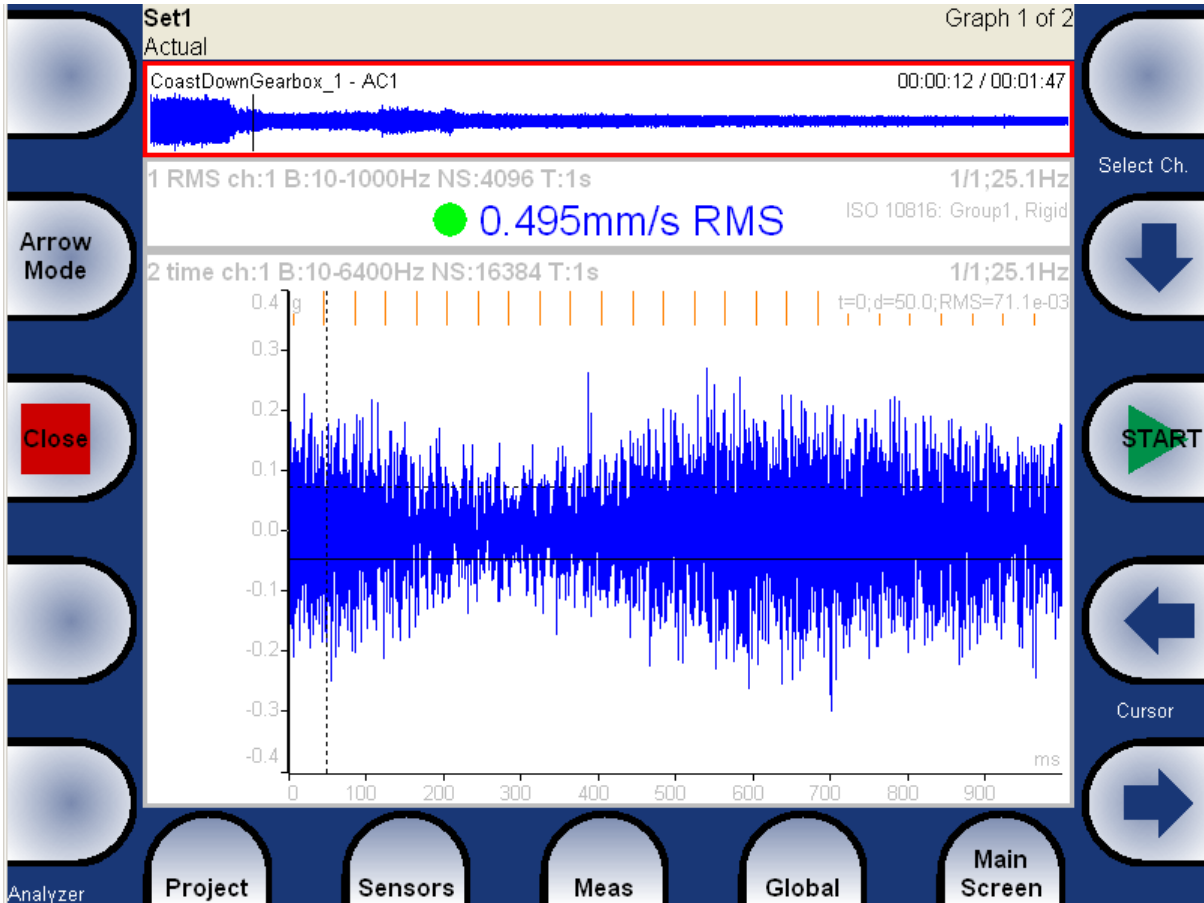 Set1
Graph 1 of 2
Actual
CoastDownGearbox_1 - AC1
00:00:12 / 00:01:47
Select Ch.
1 RMS ch:1 B:10-1000Hz NS:4096 T:1s
1/1;25.1Hz
0.495mm/s RMS
ISO 10816: Group1, Rigid
Arrow
Mode
2 time ch:1 B:10-6400Hz NS:16384 T:1s
1/1;25.1Hz
0.4
g
t=0;d=50.0;RMS=71.1e-03
0.3
0.2
Close
START
0.1
0.0
-0.1
-0.2
-0.3
Cursor
-0.4
ms
0 100 200 300 400 500 600 700 800 900
Analyzer
Project
Sensors
Meas
Global
Main
Screen